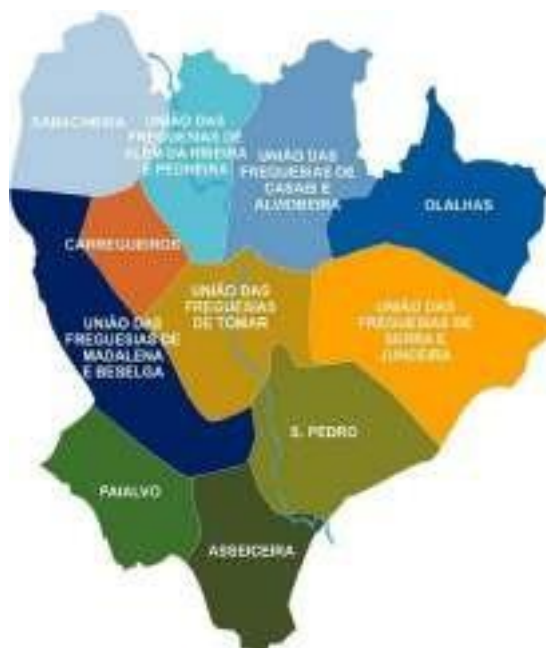 SABACHEIRA
UNIÃO DAS
FREGUESIAS DE
ALÉM DA RIBEIRA
E PEDREIRA
UNIÃO DAS
FREGUESIAS DE
CASAIS E
ALVIOBEIRA
OLALHAS
CARREGUEIROS
UNIÃO DAS
FREGUESIAS
DE TOMAR
UNIÃO DAS
FREGUESIAS DE
SERRA E
JUNCEIRA
UNIÃO DAS
FREGUESIAS DE
MADALENA
E BESELGA
S. PEDRO
PAIALVO
ASSEICEIRA